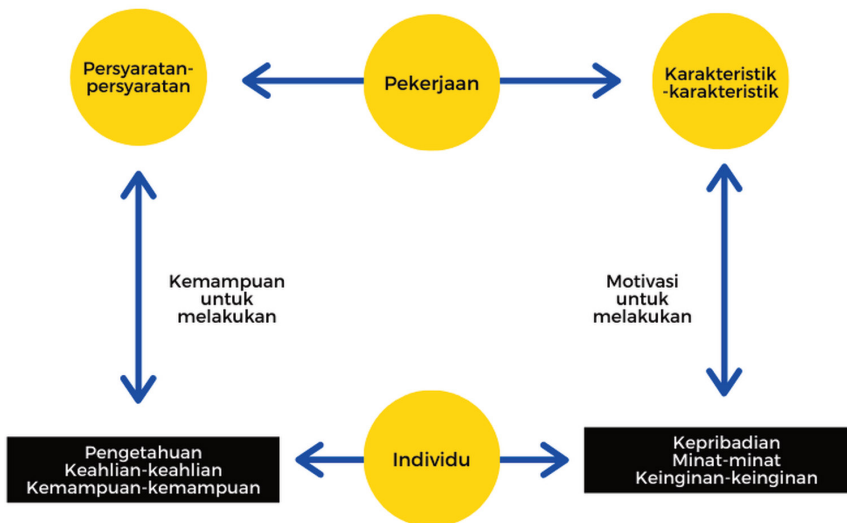 Persyaratan-
persyaratan
Pekerjaan
Karakteristik
-karakteristik
Kemampuan
untuk
melakukan
Motivasi
untuk
melakukan
Pengetahuan
Keahlian-keahlian
Kemampuan-kemampuan
Individu
Kepribadian
Minat-minat
Keinginan-keinginan